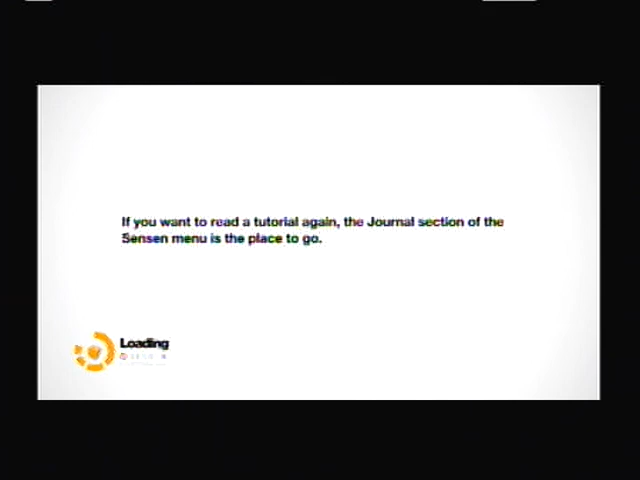 If you want to read a tutorial again, the Journal section of the
Sensen menu is the place to go.
Loading